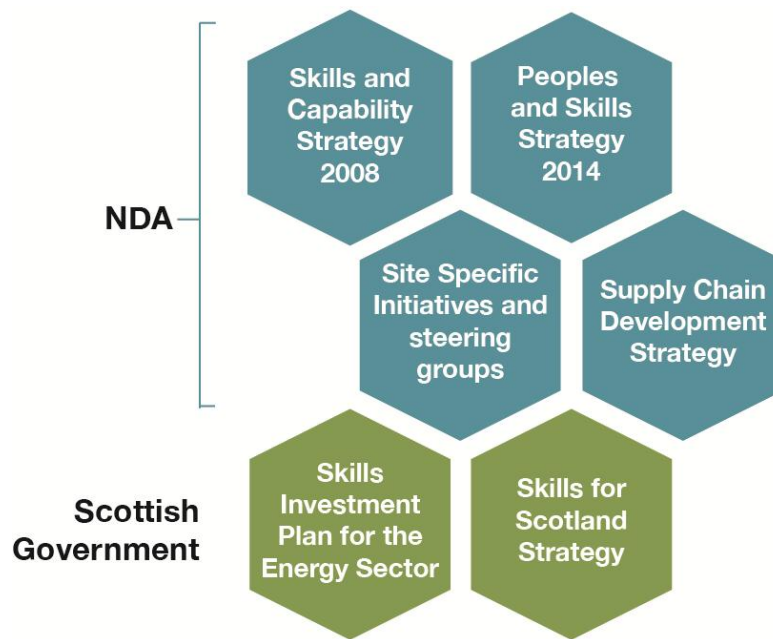 Skills and
Capability
Strategy
2008
Peoples
and Skills
Strategy
2014
NDA
Site Specific
Initiatives and
steering
groups
Supply Chain
Development
Strategy
Scottish
Government
Skills
Investment
Plan for the
Energy Sector
Skills for
Scotland
Strategy